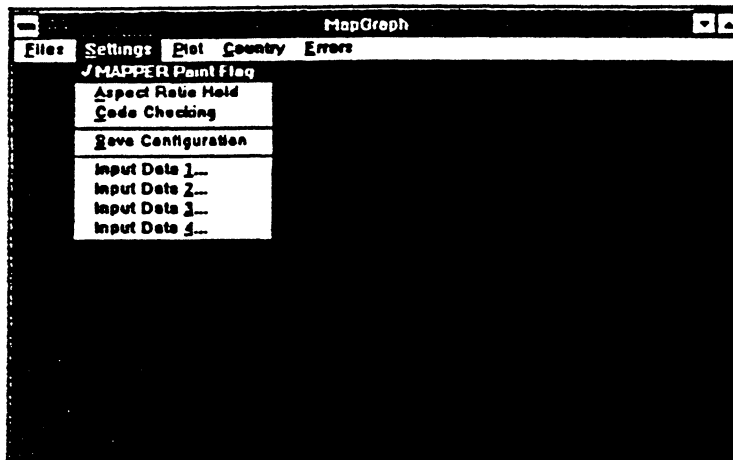 MapGraph
Files Settings Plot Country Errors
√ MAPPER Point Flag
Aspect Ratio Hold
Code Checking
Save Configuration
Input Data 1...
Input Data 2...
Input Data 3...
Input Data 4...